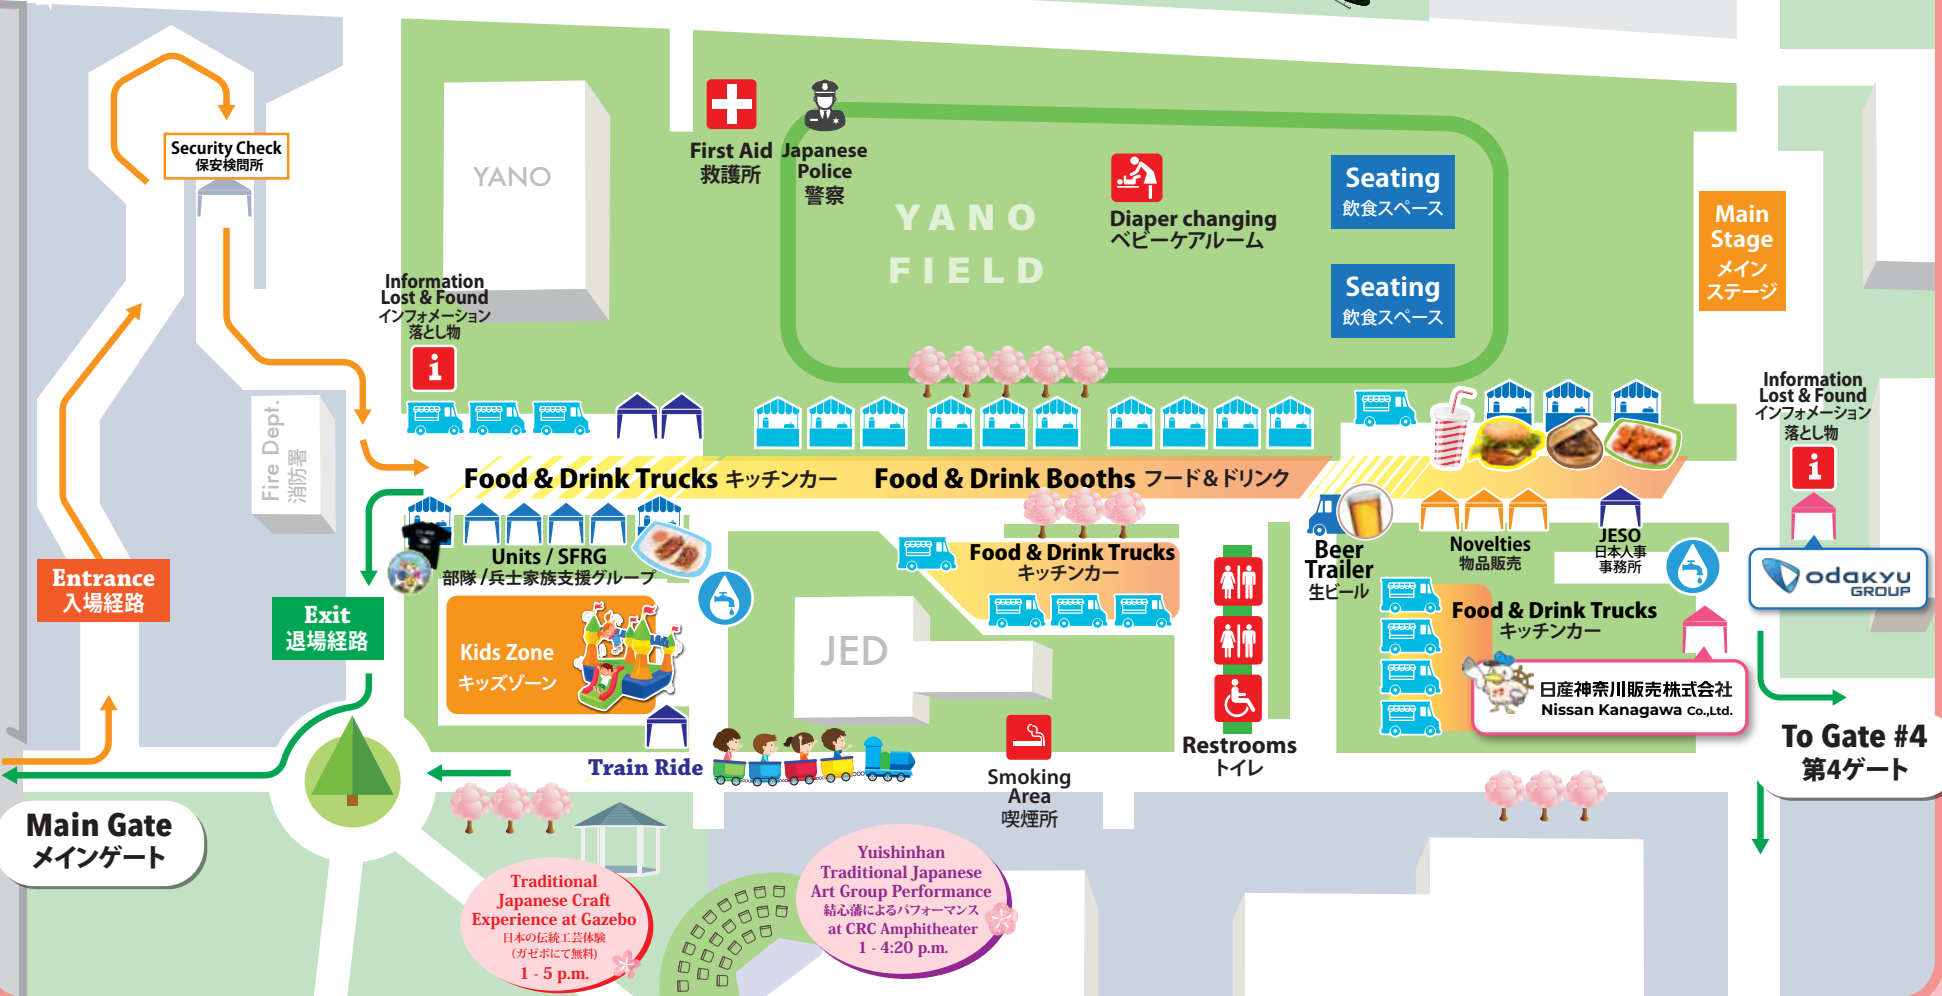 Security Check
保安検問所
YANO
First Aid
救護所
Japanese
Police
警察
YANO
FIELD
Diaper changing
ベビーケアルーム
Seating
飲食スペース
Seating
飲食スペース
Main
Stage
メイン
ステージ
Information
Lost & Found
インフォメーション
落とし物
i
Information
Lost & Found
インフォメーション
落とし物
i
Fire Dept.
消防署
Food & Drink Trucks キッチンカー
Food & Drink Booths フード&ドリンク
Entrance
入場経路
Exit
退場経路
Units / SFRG
部隊 /兵士家族支援グループ
Kids Zone
キッズゾーン
Food & Drink Trucks
キッチンカー
JED
Beer
Trailer
生ビール
Novelties
物品販売
JESO
日本人事
事務所
odakyu
GROUP
Food & Drink Trucks
キッチンカー
日産神奈川販売株式会社
Nissan Kanagawa Co.,Ltd.
Train Ride
Smoking
Area
喫煙所
Restrooms
トイレ
To Gate #4
第4ゲート
Main Gate
メインゲート
Traditional
Japanese Craft
Experience at Gazebo
日本の伝統工芸体験
(ガゼボにて無料)
1 - 5 p.m.
Yuishinhan
Traditional Japanese
Art Group Performance
結心藩によるパフォーマンス
at CRC Amphitheater
1 - 4:20 p.m.